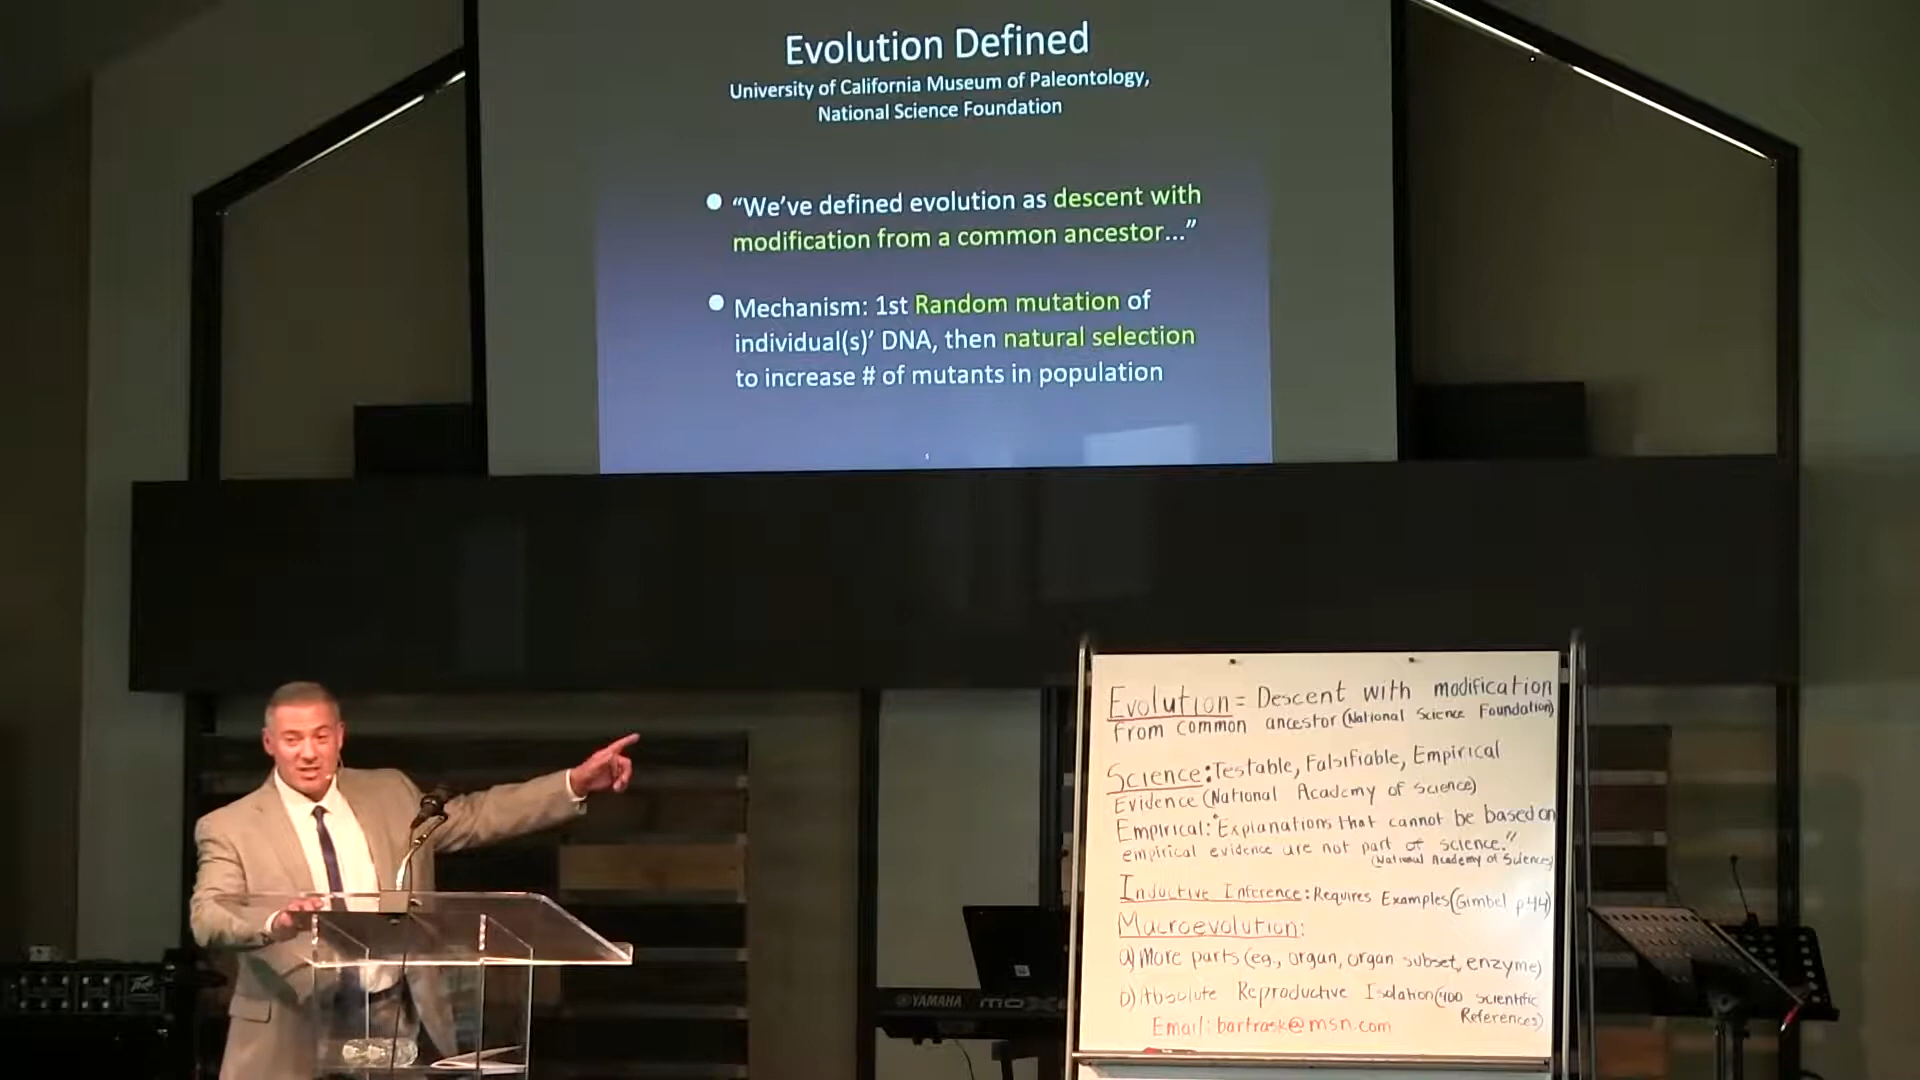 Evolution Defined
University of California Museum of Paleontology,
National Science Foundation
• “We’ve defined evolution as descent with
modification from a common ancestor...”
• Mechanism: 1st Random mutation of
individual(s)’ DNA, then natural selection
to increase # of mutants in population
Evolution = Descent with modification
from common ancestor (National Science Foundation)
Science: Testable, Falsifiable, Empirical
Evidence (National Academy of Science)
Empirical: "Explanations that cannot be based on
empirical evidence are not part of science."
(National Academy of Science)
Inductive Inference: Requires Examples (Gimbel p44)
Macroevolution:
a) More parts (eg., organ, organ subset, enzyme)
b) Absolute Reproductive Isolation (400 scientific
References)
Email: bartrask@msn.com
YAMAHA
PEAVEY